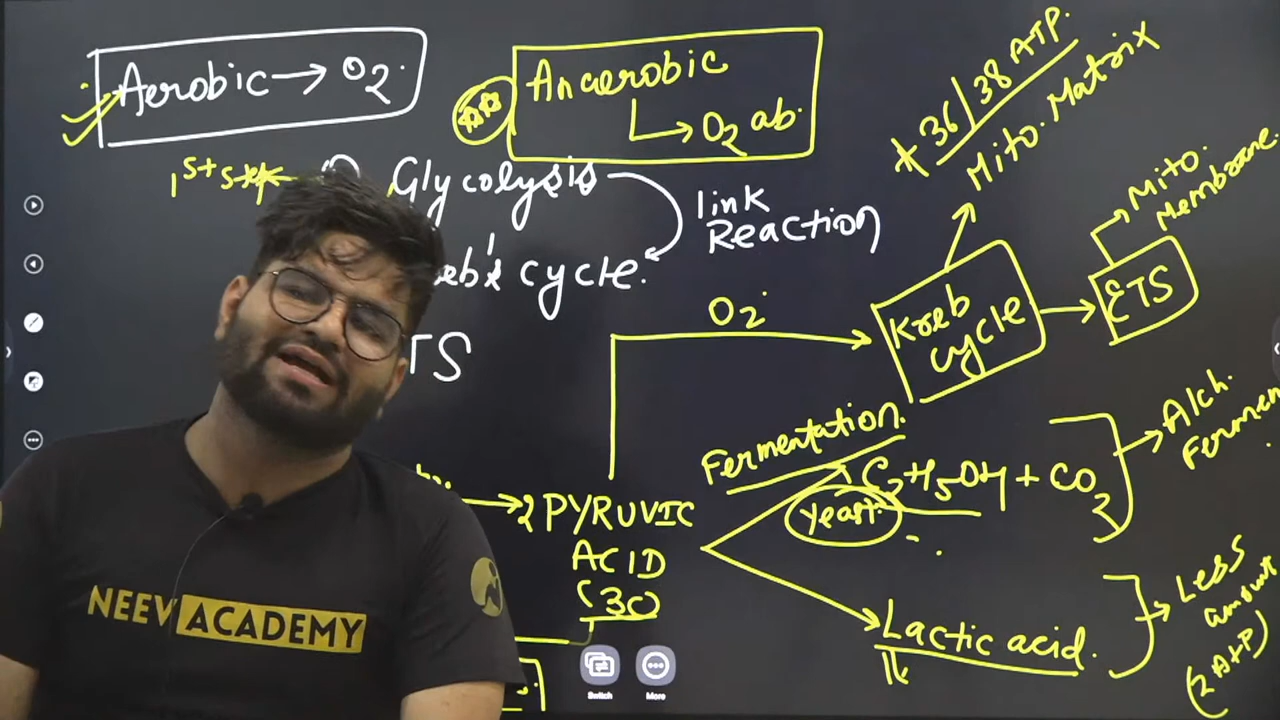 Aerobic → O2
Anaerobic
→ O2 ab.
1st step
Glycolysis
link
Reaction
cycle.
TS
+ 36/38 ATP.
Mito. Matrix
Mito.
Membrane.
O2
Kreb
cycle
ETS
Fermentation.
Alch.
Fermen
C2H5OH + CO2
Yeast
2 PYRUVIC
ACID
(3C)
Lactic acid.
Less
amount
(2 ATP)
NEEV ACADEMY
Switch
More